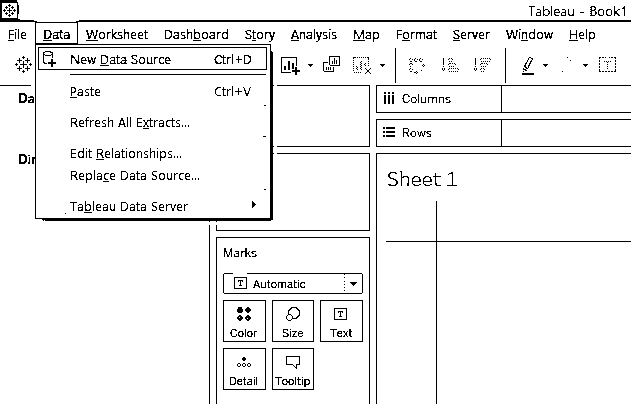 Tableau - Book1
File Data Worksheet Dashboard Story Analysis Map Format Server Window Help
New Data Source Ctrl+D
Paste Ctrl+V
Refresh All Extracts...
Edit Relationships...
Replace Data Source...
Tableau Data Server
Da
Dir
Columns
Rows
Sheet 1
Marks
T Automatic
Color Size T Text
Detail Tooltip